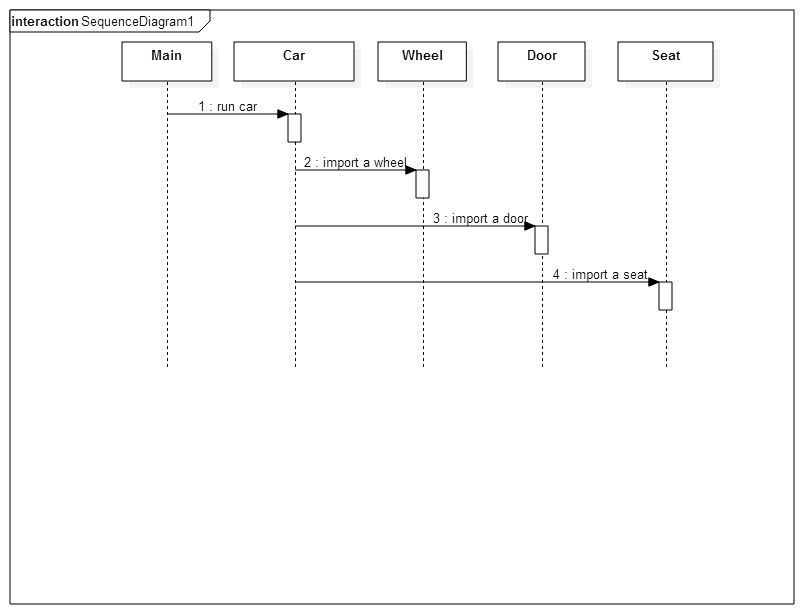 interaction SequenceDiagram1
Main Car Wheel Door Seat
1 : run car
2 : import a wheel
3 : import a door
4 : import a seat